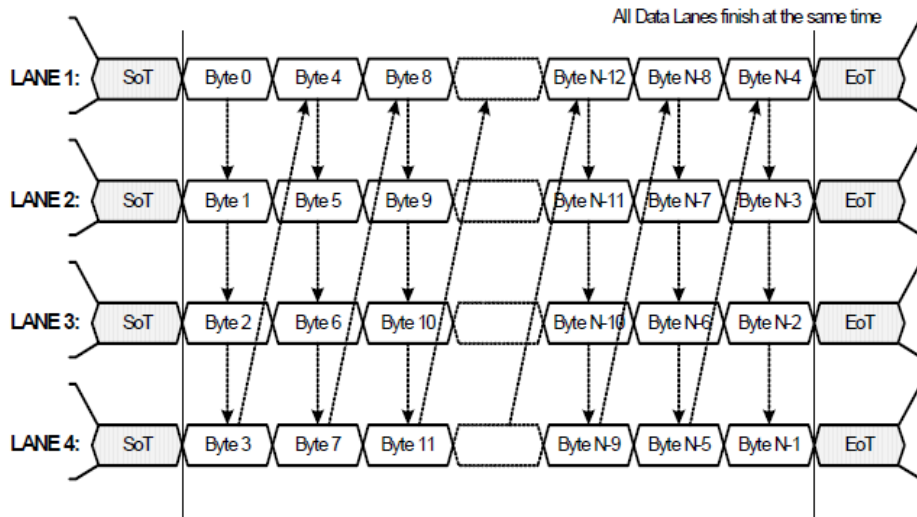 All Data Lanes finish at the same time
LANE 1: SoT Byte 0 Byte 4 Byte 8 Byte N-12 Byte N-8 Byte N-4 EoT
LANE 2: SoT Byte 1 Byte 5 Byte 9 Byte N-11 Byte N-7 Byte N-3 EoT
LANE 3: SoT Byte 2 Byte 6 Byte 10 Byte N-10 Byte N-6 Byte N-2 EoT
LANE 4: SoT Byte 3 Byte 7 Byte 11 Byte N-9 Byte N-5 Byte N-1 EoT